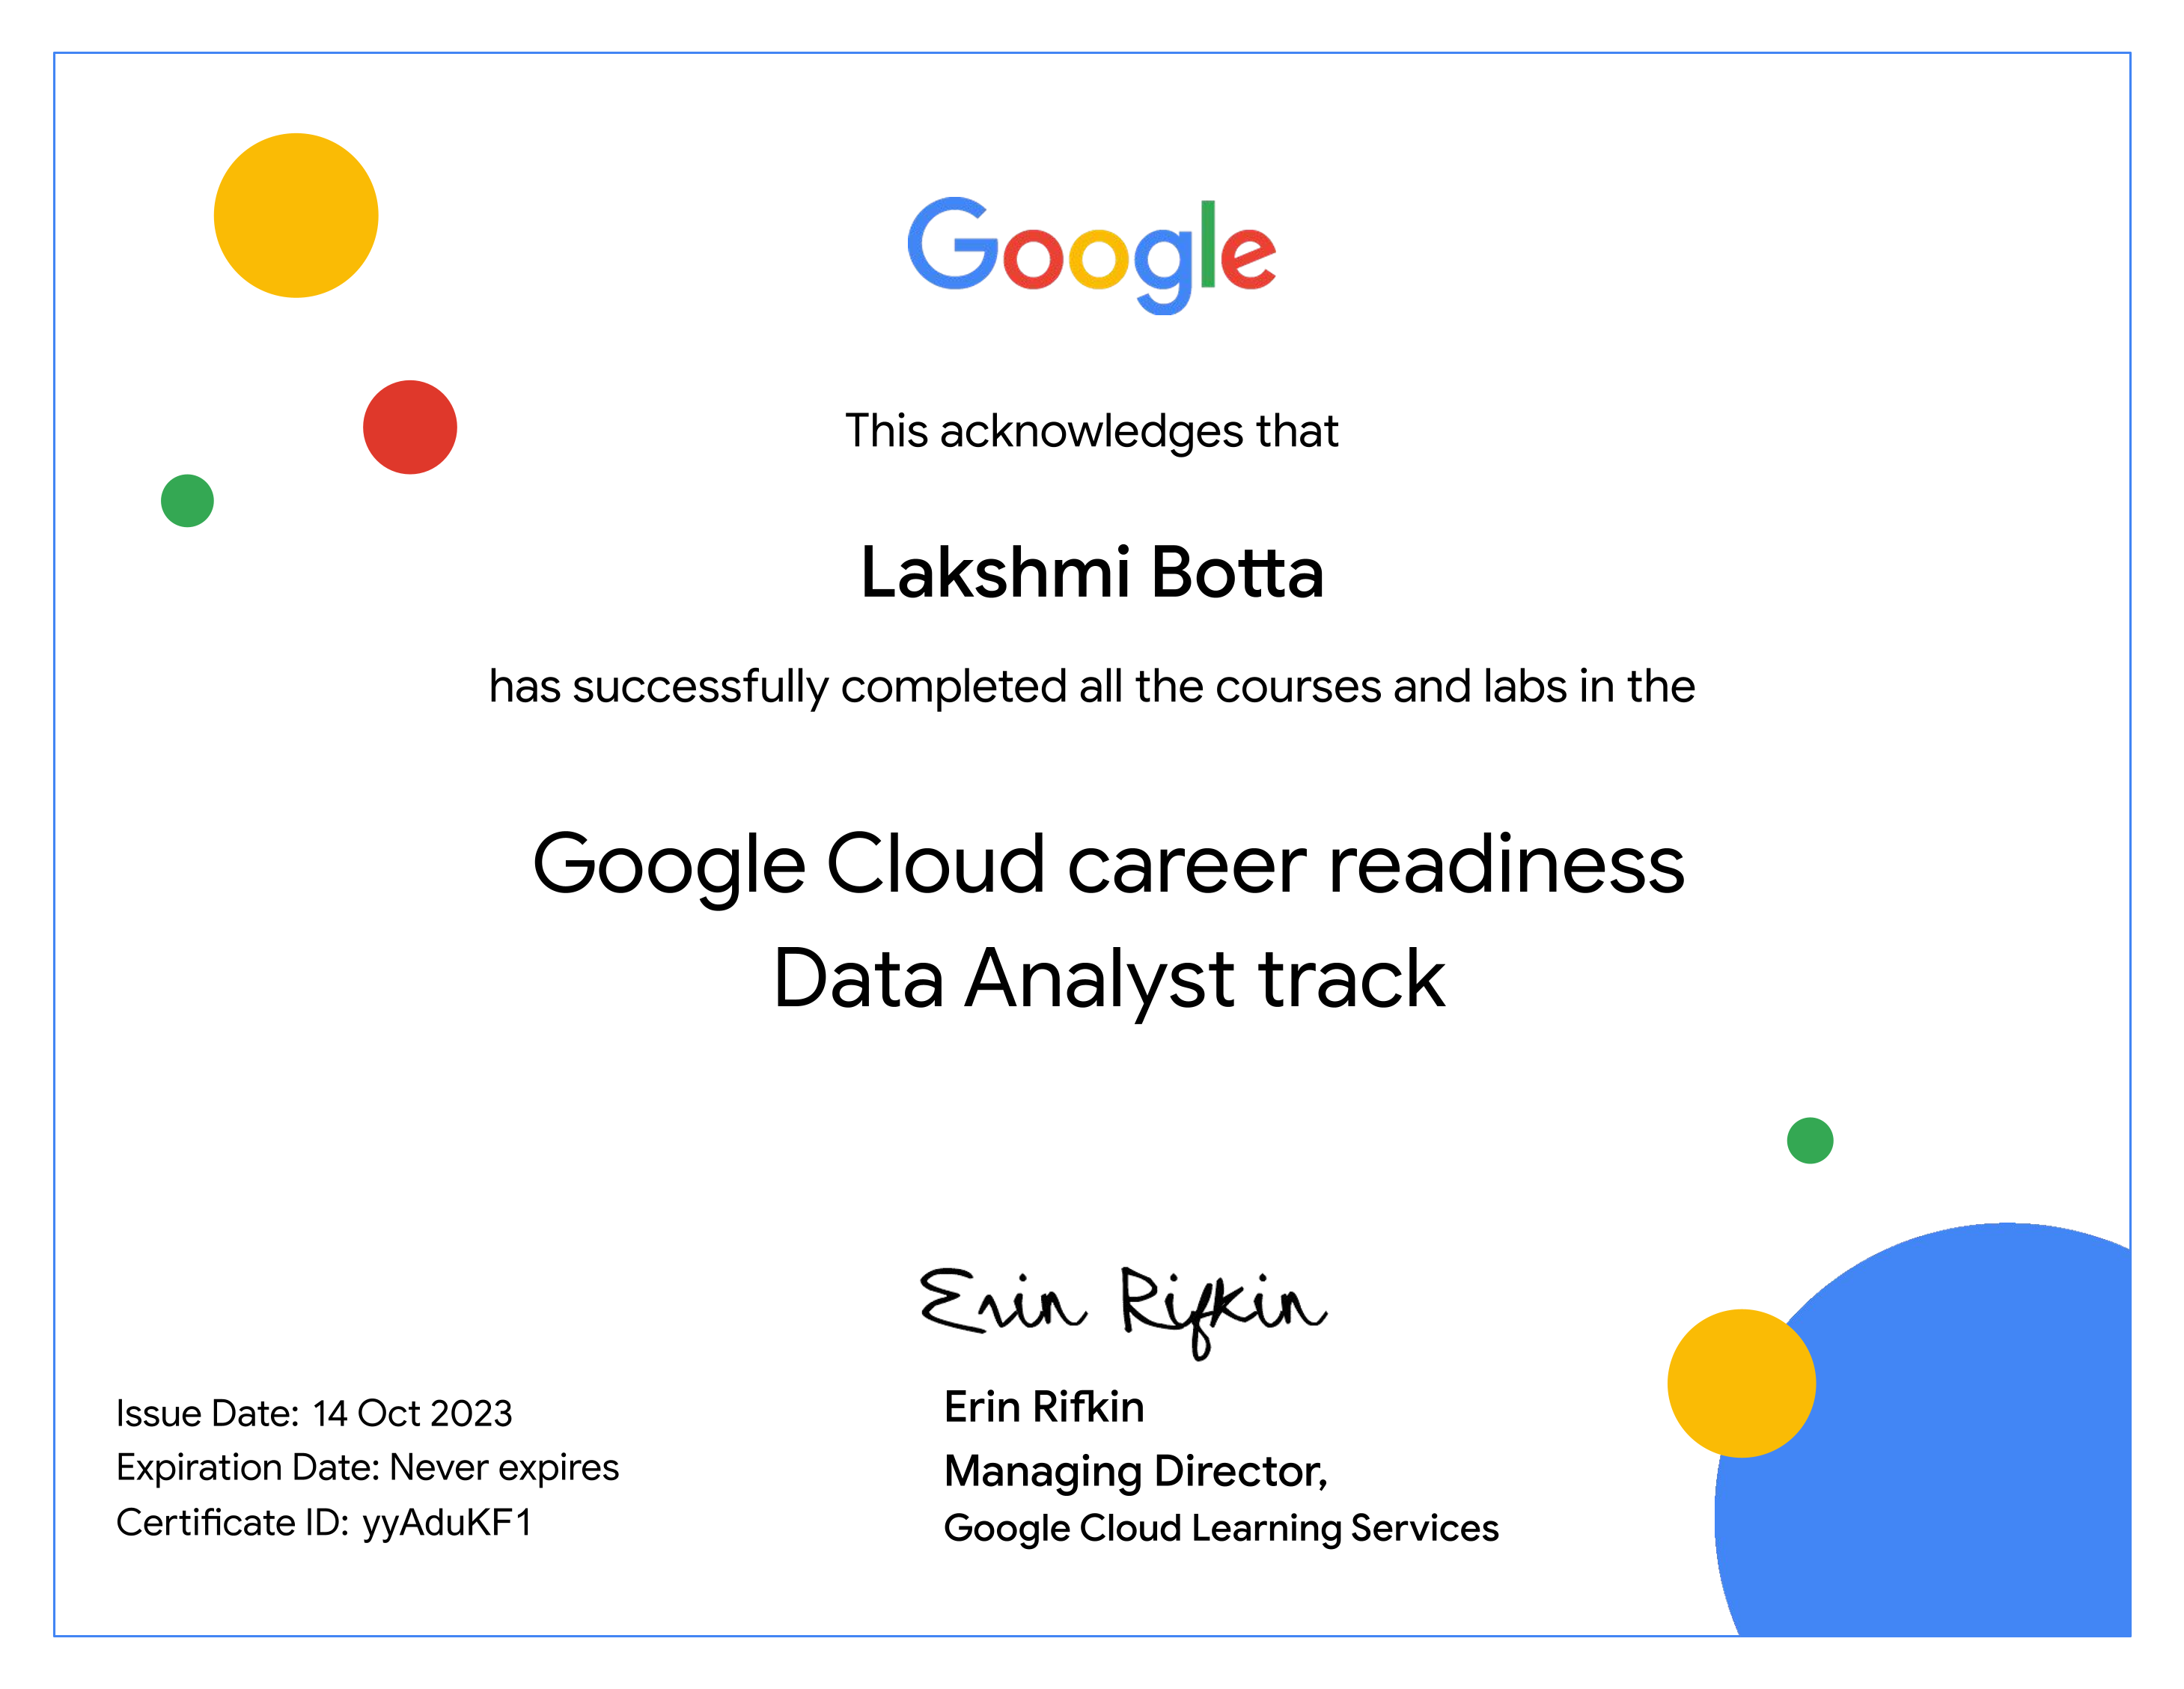 Google
This acknowledges that
Lakshmi Botta
has successfully completed all the courses and labs in the
Google Cloud career readiness
Data Analyst track
Erin Rifkin
Erin Rifkin
Managing Director,
Google Cloud Learning Services
Issue Date: 14 Oct 2023
Expiration Date: Never expires
Certificate ID: yyAduKF1